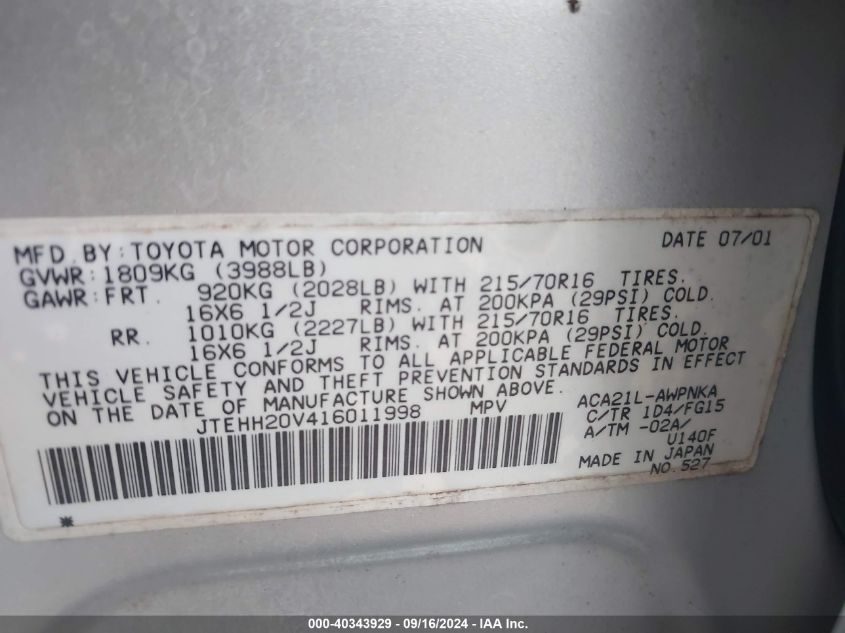 MFD. BY: TOYOTA MOTOR CORPORATION DATE 07/01
GVWR: 1809KG (3988LB)
GAWR: FRT. 920KG (2028LB) WITH 215/70R16 TIRES.
16X6 1/2J RIMS. AT 200KPA (29PSI) COLD.
RR. 1010KG (2227LB) WITH 215/70R16 TIRES.
16X6 1/2J RIMS. AT 200KPA (29PSI) COLD.
THIS VEHICLE CONFORMS TO ALL APPLICABLE FEDERAL MOTOR
VEHICLE SAFETY AND THEFT PREVENTION STANDARDS IN EFFECT
ON THE DATE OF MANUFACTURE SHOWN ABOVE.
JTEHH20V416011998 MPV
ACA21L-AWPNKA
C/TR 1D4/FG15
A/TM -02A/
U140F
MADE IN JAPAN
NO. 527
*
000-40343929 - 09/16/2024 - IAA Inc.